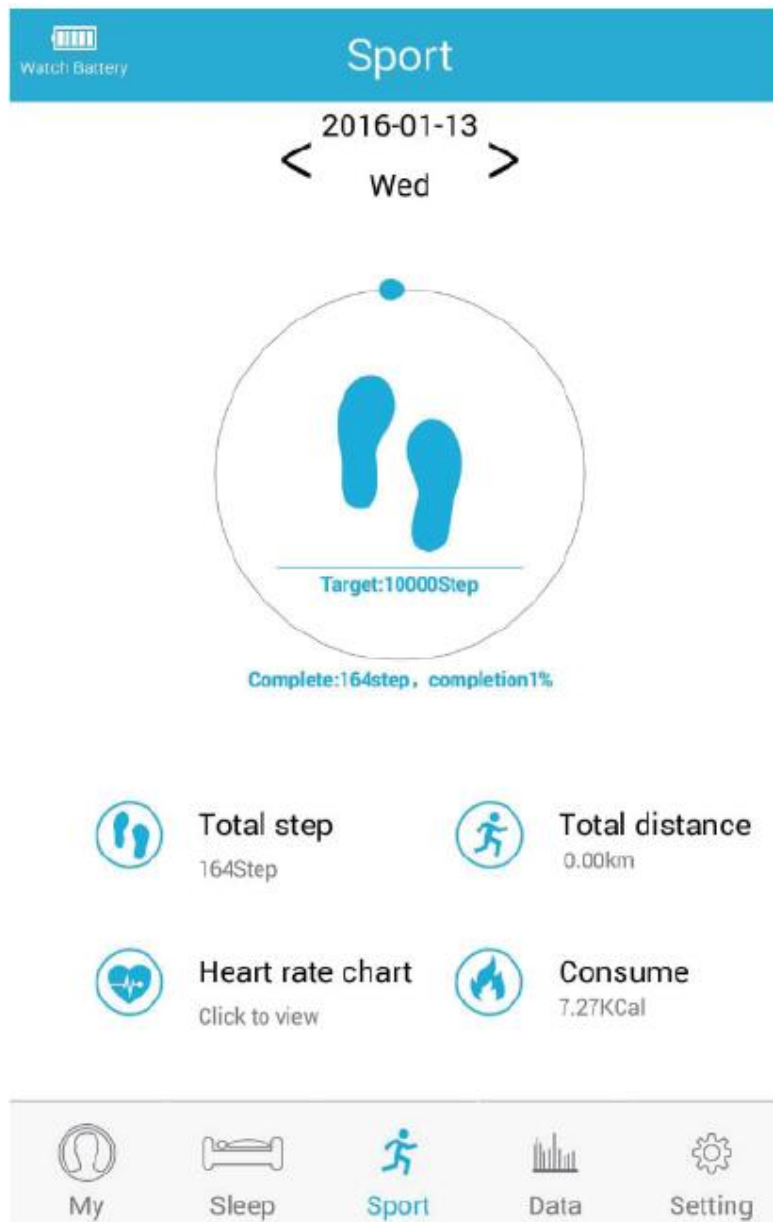 Sport
Watch Battery
2016-01-13
< >
Wed
Target:10000Step
Complete:164step, completion1%
Total step
164Step
Total distance
0.00km
Heart rate chart
Click to view
Consume
7.27KCal
My
Sleep
Sport
Data
Setting